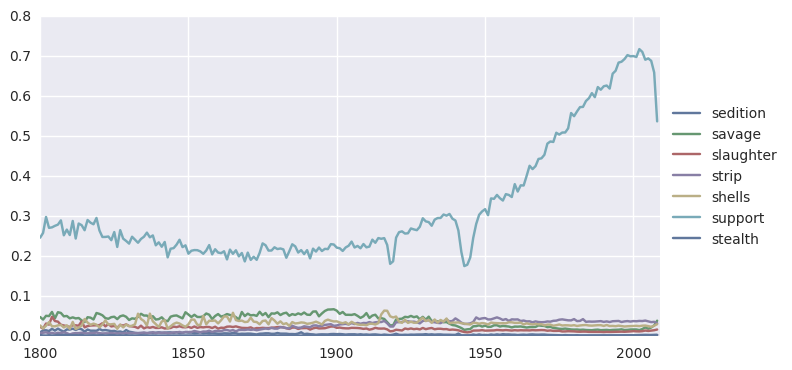 0.8
0.7
0.6
0.5
0.4
0.3
0.2
0.1
0.0
1800 1850 1900 1950 2000
sedition
savage
slaughter
strip
shells
support
stealth